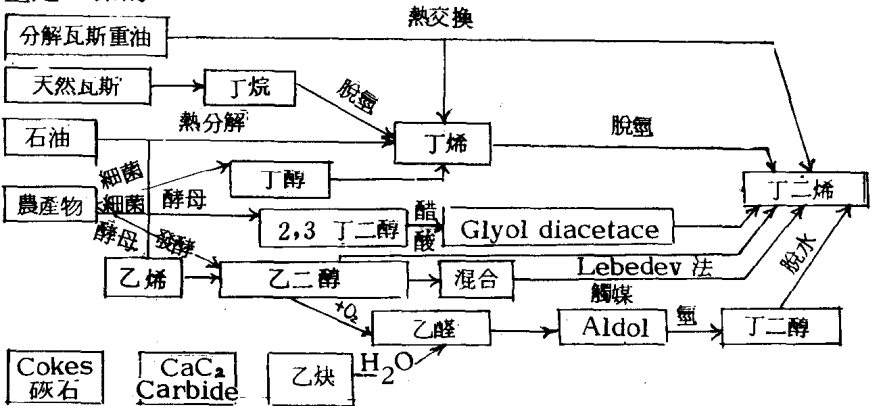 熱交換
分解瓦斯重油
天然瓦斯
丁烷
脫氫
石油
熱分解
丁烯
脫氫
細菌
丁醇
丁二烯
農產物
細菌
酵母
2,3 丁二醇
醋酸
Glyol diacetace
酵母
發酵
乙烯
乙二醇
混合
Lebedev 法
脫水
+O₂
觸媒
乙醛
Aldol
氫
丁二醇
Cokes
碳石
CaC₂
Carbide
乙炔
H₂O